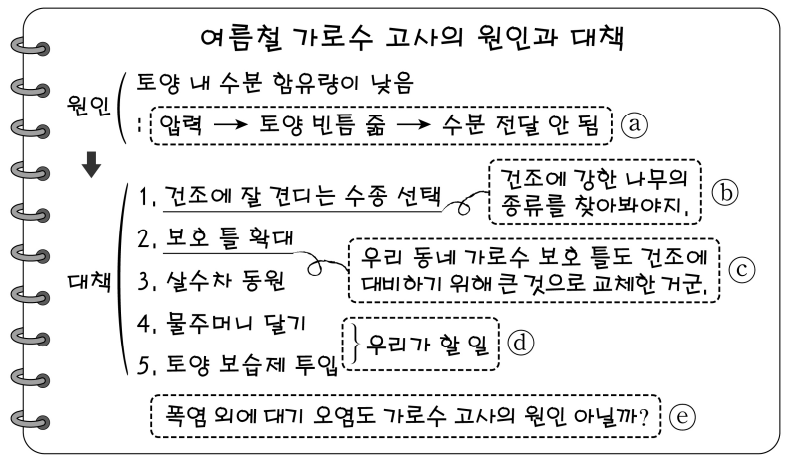 여름철 가로수 고사의 원인과 대책
원인
토양 내 수분 함유량이 낮음
: 압력 → 토양 빈틈 줆 → 수분 전달 안 됨 ⓐ
대책
1. 건조에 잘 견디는 수종 선택
건조에 강한 나무의
종류를 찾아봐야지. ⓑ
2. 보호 틀 확대
우리 동네 가로수 보호 틀도 건조에
대비하기 위해 큰 것으로 교체한 거군. ⓒ
3. 살수차 동원
4. 물주머니 달기
5. 토양 보습제 투입
우리가 할 일 ⓓ
폭염 외에 대기 오염도 가로수 고사의 원인 아닐까? ⓔ